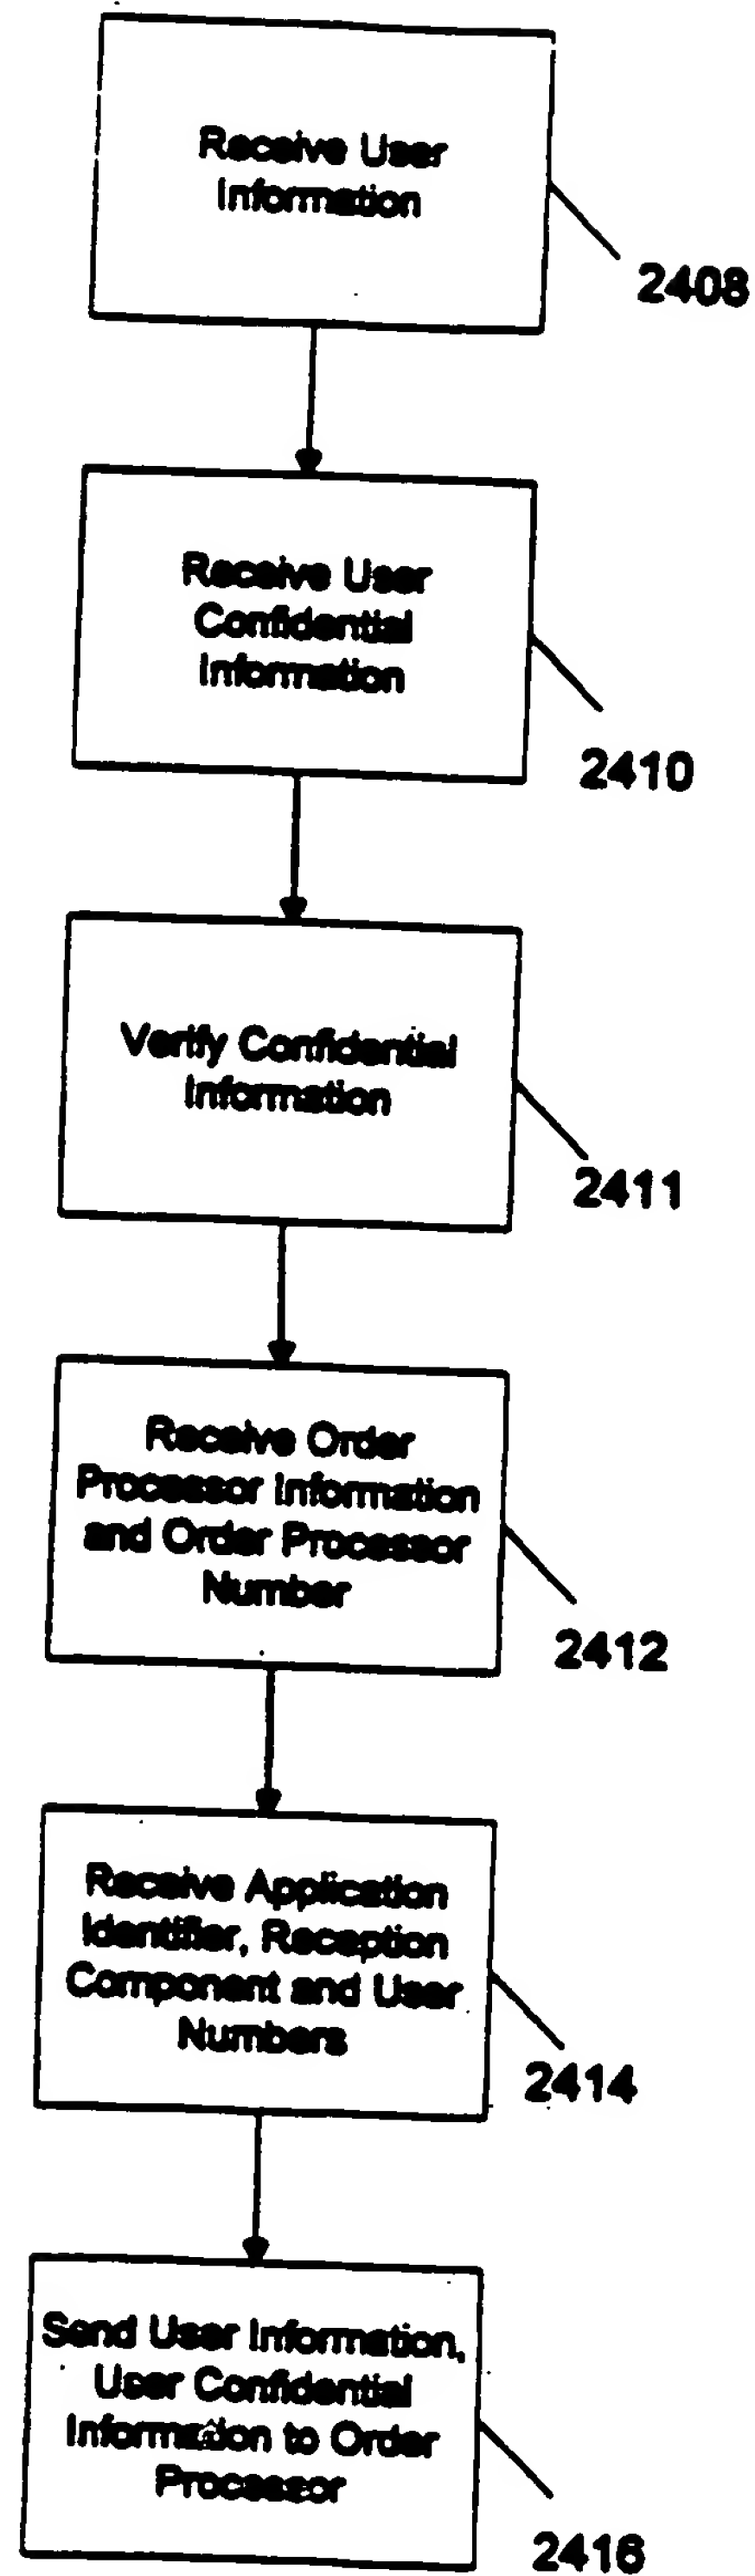 Receive User
Information
2408
Receive User
Confidential
Information
2410
Verify Confidential
Information
2411
Receive Order
Processor Information
and Order Processor
Number
2412
Receive Application
Identifier, Reception
Component and User
Numbers
2414
Send User Information,
User Confidential
Information to Order
Processor
2416